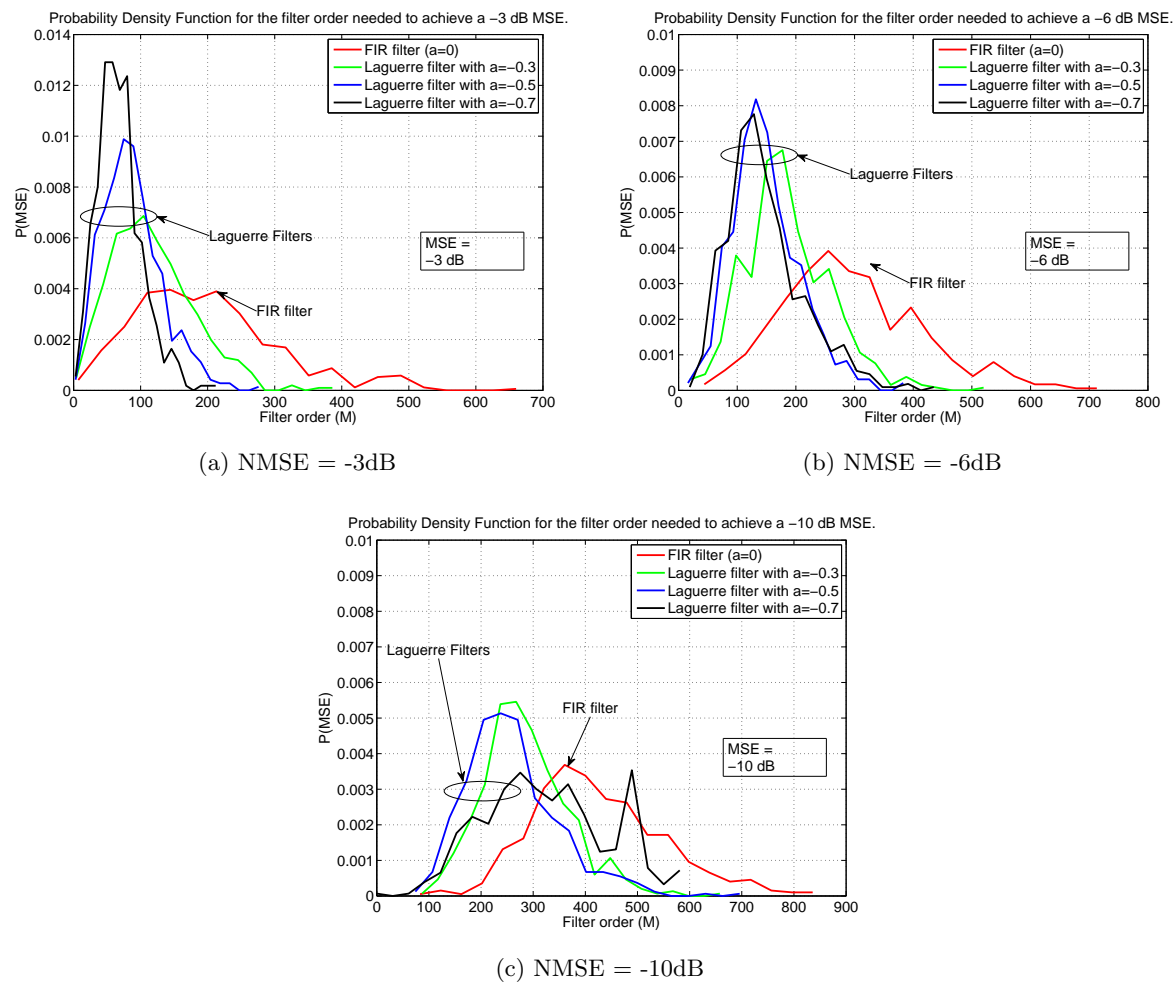 Probability Density Function for the filter order needed to achieve a −3 dB MSE.
0.014
0.012
0.01
0.008
0.006
0.004
0.002
0
P(MSE)
FIR filter (a=0)
Laguerre filter with a=−0.3
Laguerre filter with a=−0.5
Laguerre filter with a=−0.7
Laguerre Filters
MSE =
−3 dB
FIR filter
0 100 200 300 400 500 600 700
Filter order (M)
(a) NMSE = -3dB
Probability Density Function for the filter order needed to achieve a −6 dB MSE.
0.01
0.009
0.008
0.007
0.006
0.005
0.004
0.003
0.002
0.001
0
P(MSE)
FIR filter (a=0)
Laguerre filter with a=−0.3
Laguerre filter with a=−0.5
Laguerre filter with a=−0.7
Laguerre Filters
MSE =
−6 dB
FIR filter
0 100 200 300 400 500 600 700 800
Filter order (M)
(b) NMSE = -6dB
Probability Density Function for the filter order needed to achieve a −10 dB MSE.
0.01
0.009
0.008
0.007
0.006
0.005
0.004
0.003
0.002
0.001
0
P(MSE)
FIR filter (a=0)
Laguerre filter with a=−0.3
Laguerre filter with a=−0.5
Laguerre filter with a=−0.7
Laguerre Filters
FIR filter
MSE =
−10 dB
0 100 200 300 400 500 600 700 800 900
Filter order (M)
(c) NMSE = -10dB